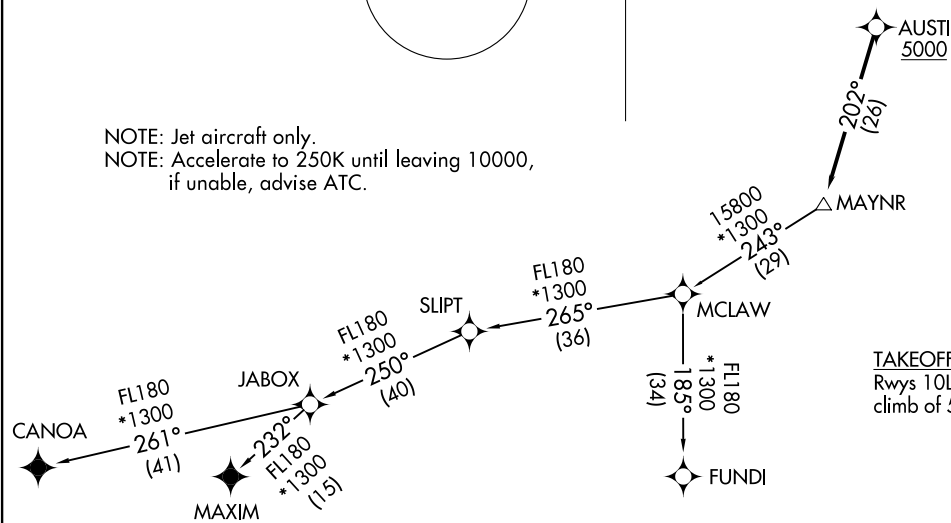 AUSTI
5000
202°
(26)
NOTE: Jet aircraft only.
NOTE: Accelerate to 250K until leaving 10000,
if unable, advise ATC.
MAYNR
15800
*1300
243°
(29)
MCLAW
FL180
*1300
265°
(36)
SLIPT
FL180
*1300
250°
(40)
JABOX
FL180
*1300
261°
(41)
CANOA
232°
FL180
*1300
(15)
MAXIM
FL180
*1300
185°
(34)
FUNDI
TAKEOFF
Rwys 10L
climb of 5